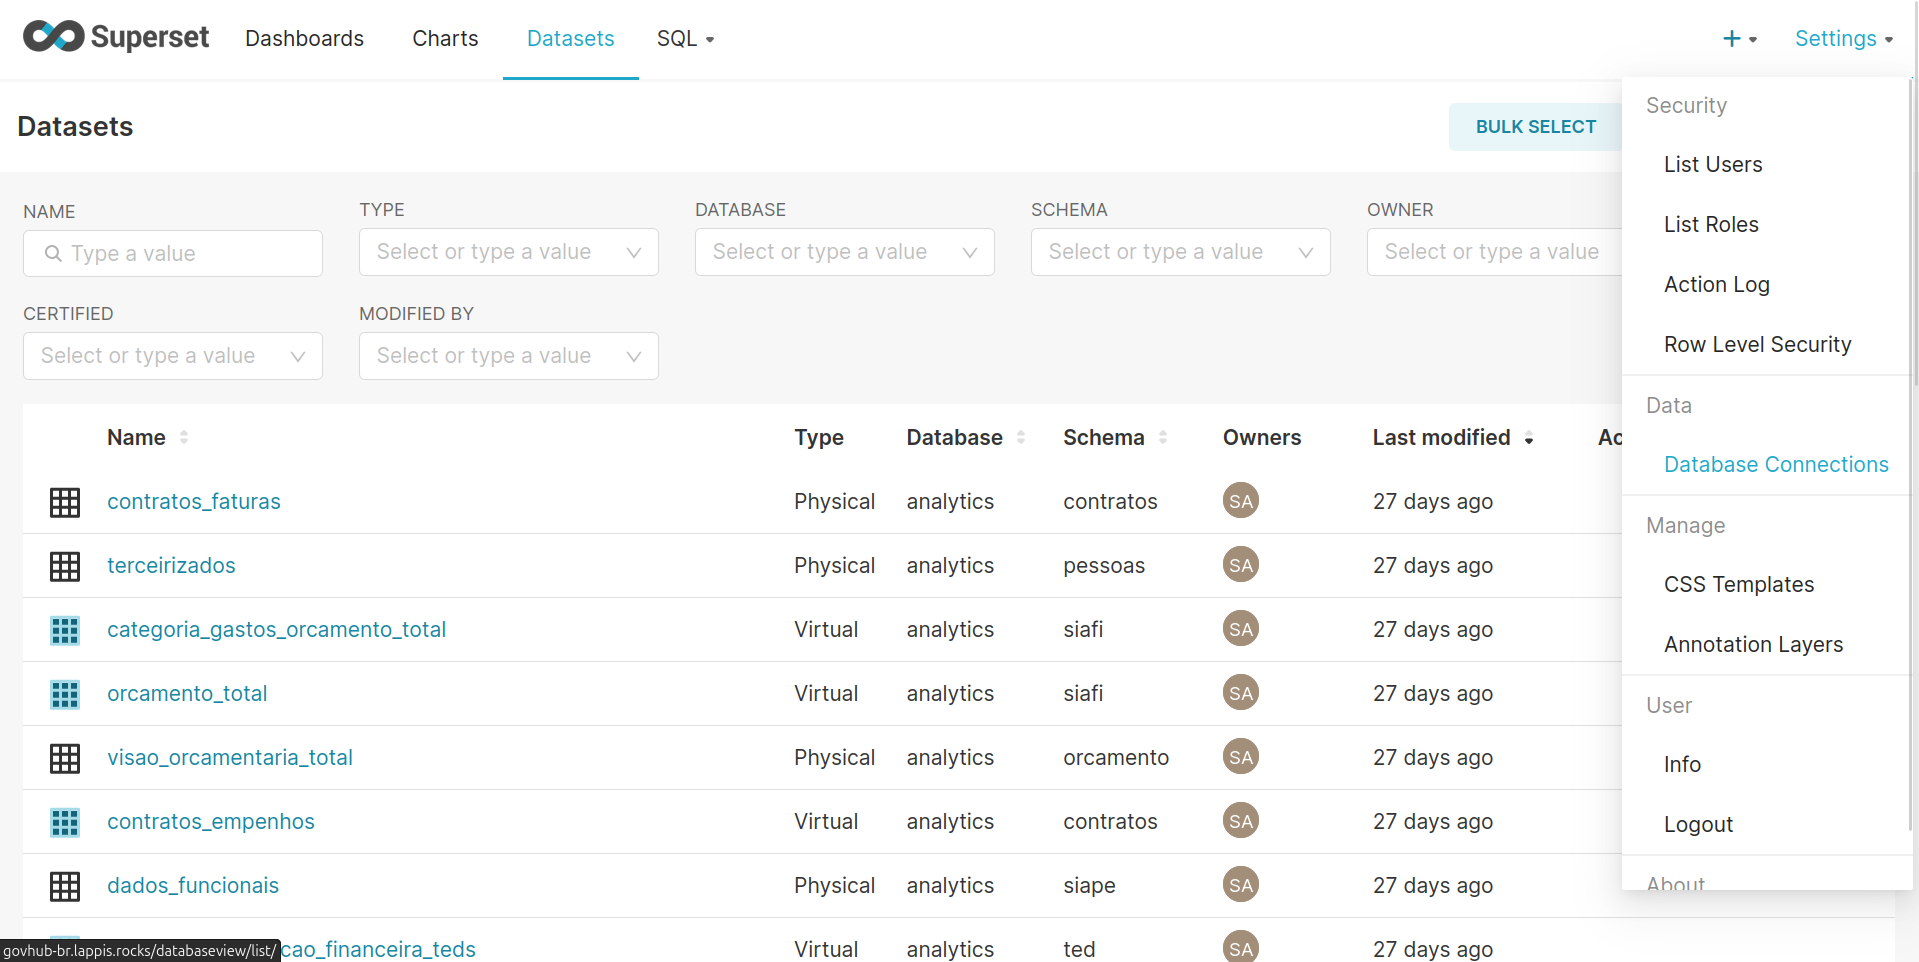 Superset Dashboards Charts Datasets SQL + Settings
Datasets
BULK SELECT
NAME TYPE DATABASE SCHEMA OWNER
Type a value Select or type a value Select or type a value Select or type a value Select or type a value
CERTIFIED MODIFIED BY
Select or type a value Select or type a value
Name Type Database Schema Owners Last modified Ac
contratos_faturas Physical analytics contratos SA 27 days ago
terceirizados Physical analytics pessoas SA 27 days ago
categoria_gastos_orcamento_total Virtual analytics siafi SA 27 days ago
orcamento_total Virtual analytics siafi SA 27 days ago
visao_orcamentaria_total Physical analytics orcamento SA 27 days ago
contratos_empenhos Virtual analytics contratos SA 27 days ago
dados_funcionais Physical analytics siape SA 27 days ago
cao_financeira_teds Virtual analytics ted SA 27 days ago
govhub-br.lappis.rocks/databaseview/list/
Security
List Users
List Roles
Action Log
Row Level Security
Data
Database Connections
Manage
CSS Templates
Annotation Layers
User
Info
Logout
About